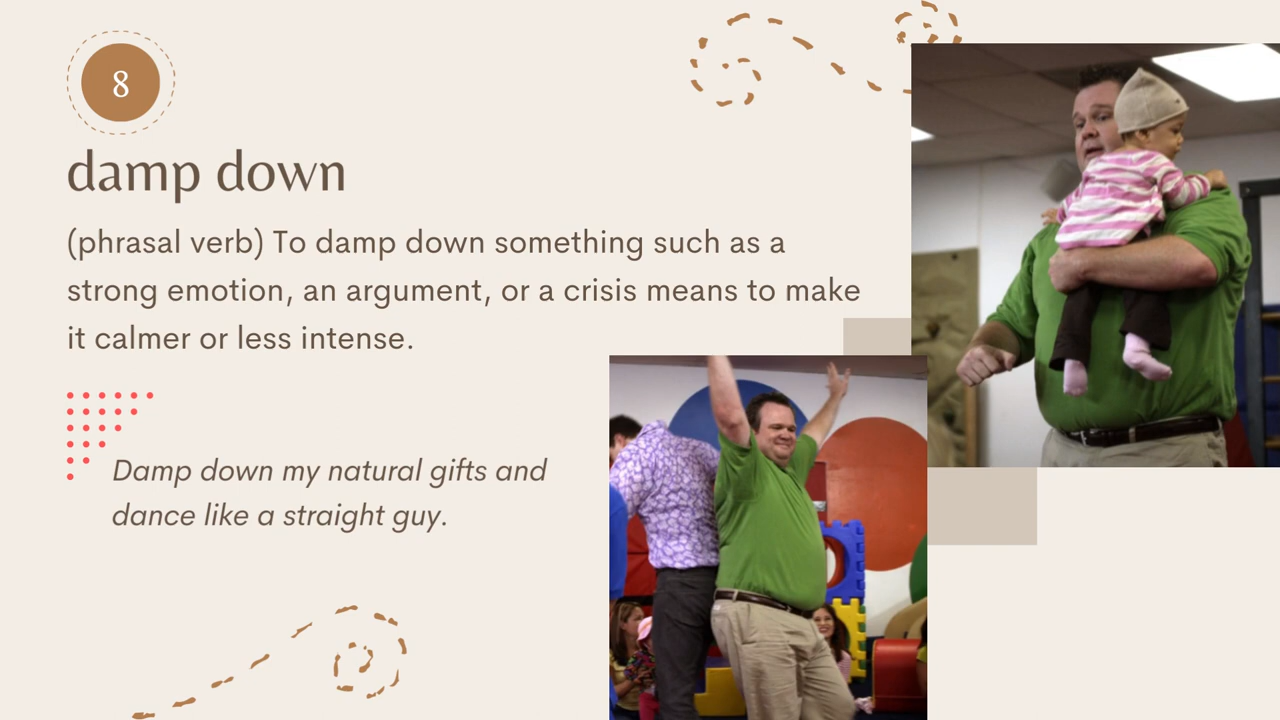 8
damp down
(phrasal verb) To damp down something such as a
strong emotion, an argument, or a crisis means to make
it calmer or less intense.
Damp down my natural gifts and
dance like a straight guy.